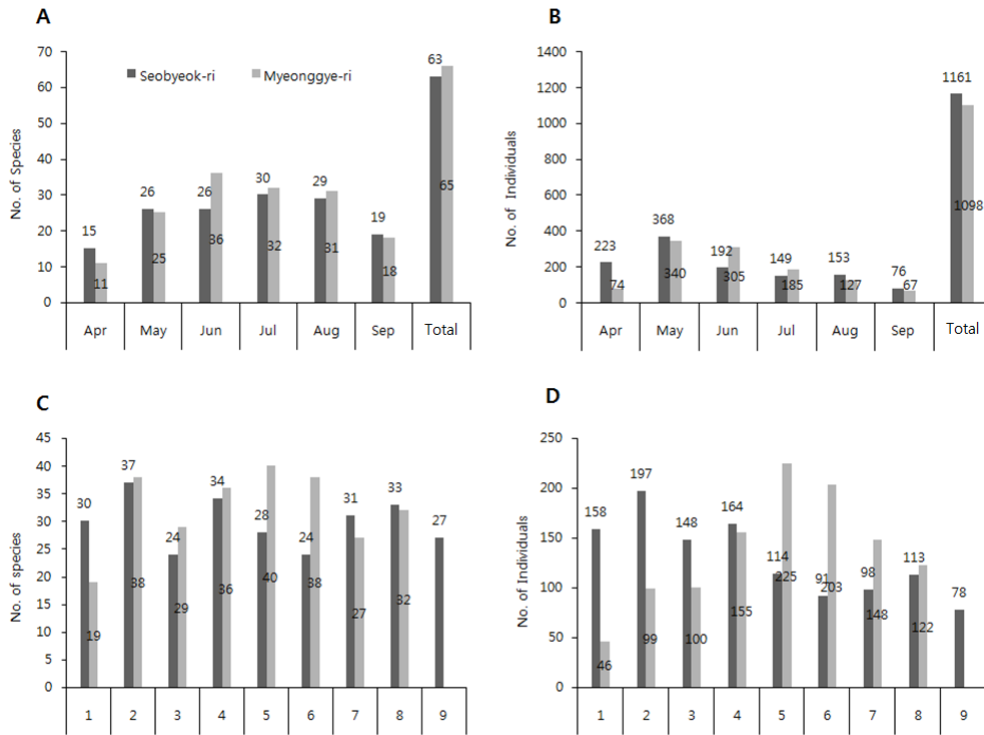 A
No. of Species
70
60
50
40
30
20
10
0
Seobyeok-ri Myeonggye-ri
15 26 26 30 29 19 63
11 25 36 32 31 18 65
Apr May Jun Jul Aug Sep Total
B
No. of Individuals
1400
1200
1000
800
600
400
200
0
223 368 192 149 153 76 1161
74 340 305 185 127 67 1098
Apr May Jun Jul Aug Sep Total
C
No. of species
45
40
35
30
25
20
15
10
5
0
30 37 24 34 28 24 31 33 27
19 38 29 36 40 38 27 32
1 2 3 4 5 6 7 8 9
D
No. of Individuals
250
200
150
100
50
0
158 197 148 164 114 91 98 113 78
46 99 100 155 225 203 148 122
1 2 3 4 5 6 7 8 9